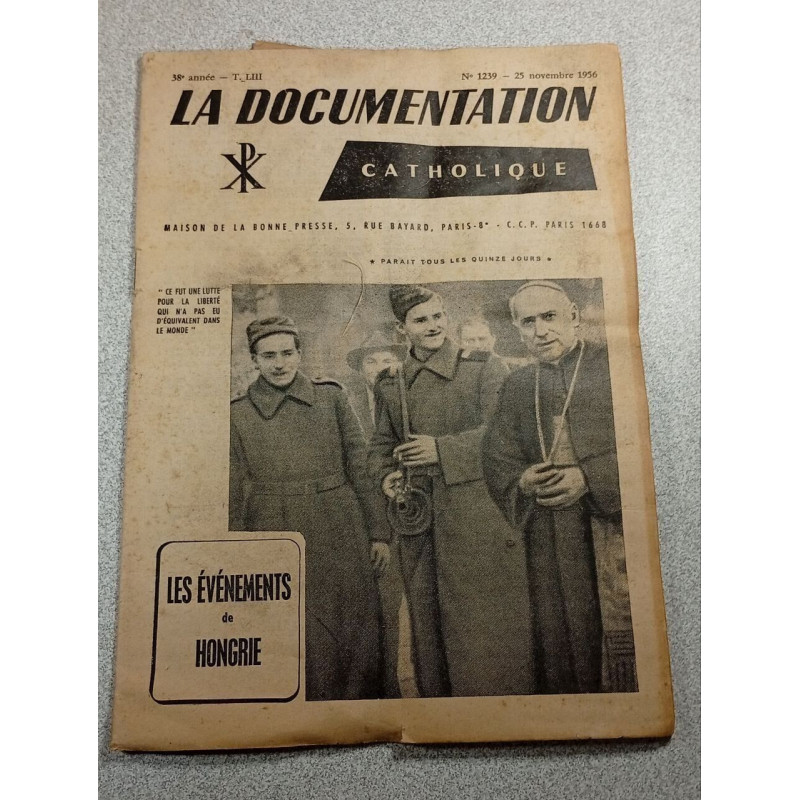 38e année — T. LIII
N° 1239 — 25 novembre 1956
LA DOCUMENTATION
CATHOLIQUE
MAISON DE LA BONNE PRESSE, 5, RUE BAYARD, PARIS-8e - C.C.P. PARIS 1668
★ PARAIT TOUS LES QUINZE JOURS ★
" CE FUT UNE LUTTE
POUR LA LIBERTÉ
QUI N'A PAS EU
D'ÉQUIVALENT DANS
LE MONDE "
LES ÉVÉNEMENTS
de
HONGRIE